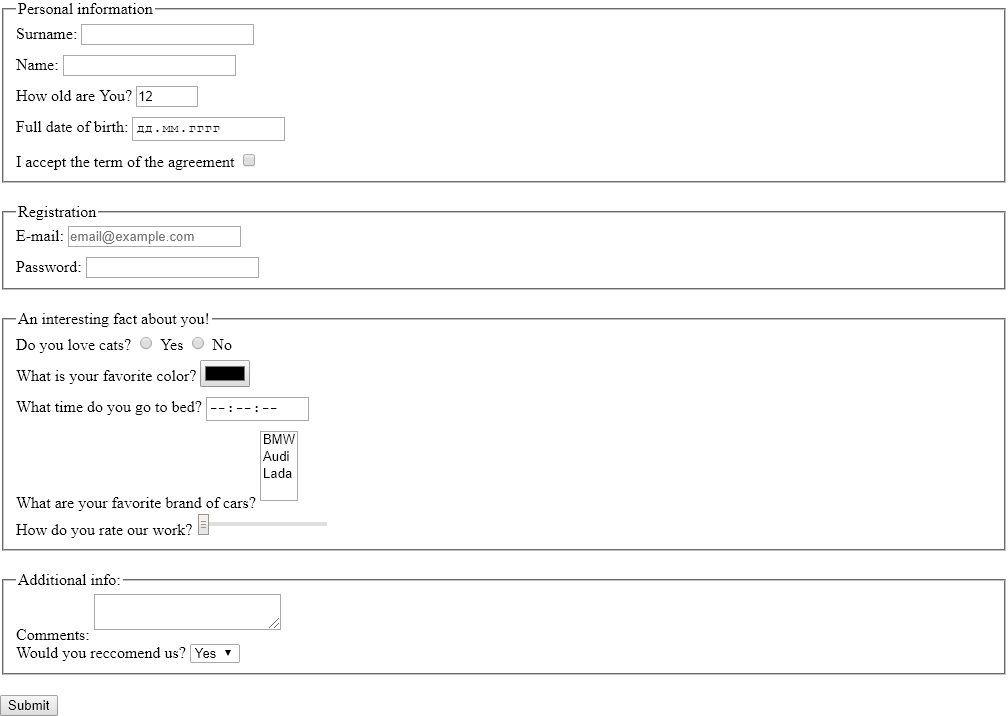 Personal information
Surname:
Name:
How old are You? 12
Full date of birth: дд.мм.гггг
I accept the term of the agreement
Registration
E-mail: email@example.com
Password:
An interesting fact about you!
Do you love cats? Yes No
What is your favorite color?
What time do you go to bed? --:--:--
BMW
Audi
Lada
What are your favorite brand of cars?
How do you rate our work?
Additional info:
Comments:
Would you reccomend us? Yes
Submit